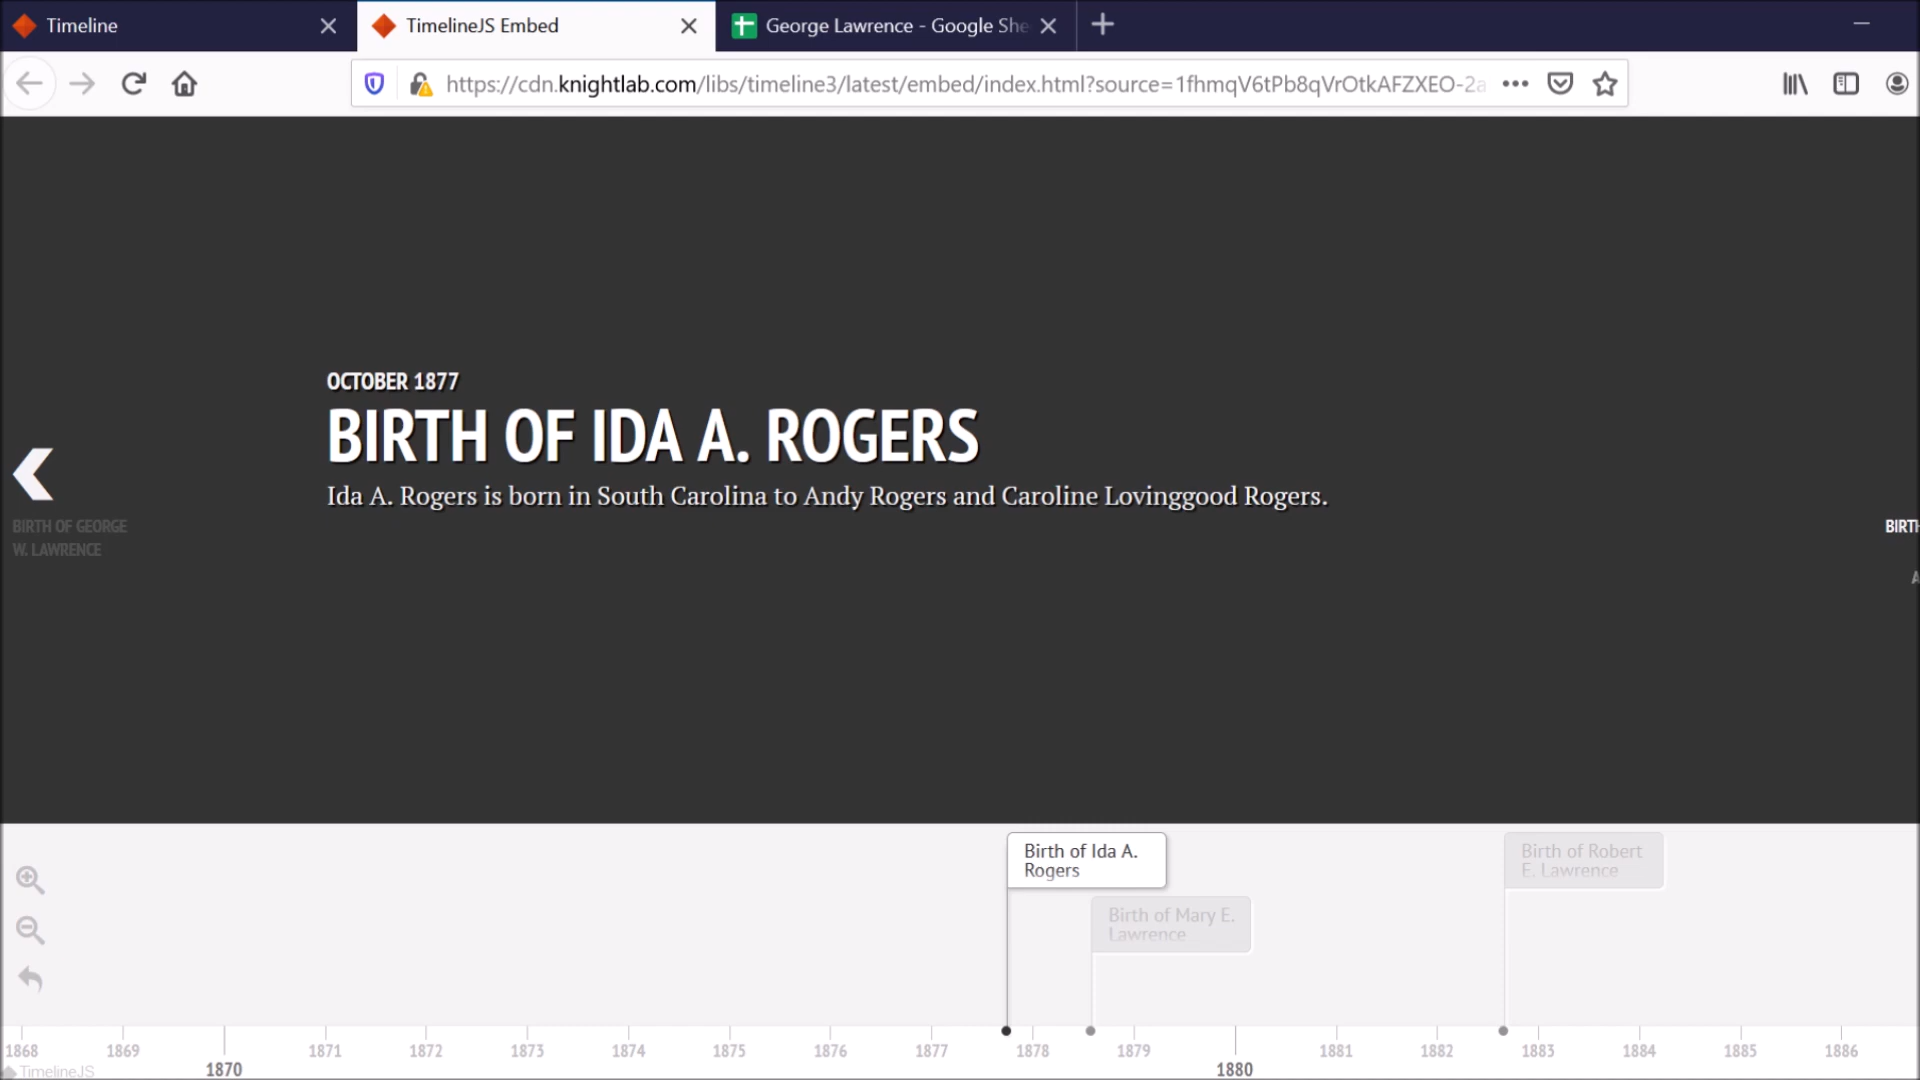 Timeline
TimelineJS Embed
George Lawrence - Google She
https://cdn.knightlab.com/libs/timeline3/latest/embed/index.html?source=1fhmqV6tPb8qVrOtkAFZXEO-2a
OCTOBER 1877
BIRTH OF IDA A. ROGERS
Ida A. Rogers is born in South Carolina to Andy Rogers and Caroline Lovinggood Rogers.
BIRTH OF GEORGE
W. LAWRENCE
BIRTH
A
Birth of Ida A.
Rogers
Birth of Mary E.
Lawrence
Birth of Robert
E. Lawrence
1868 1869 1870 1871 1872 1873 1874 1875 1876 1877 1878 1879 1880 1881 1882 1883 1884 1885 1886
TimelineJS